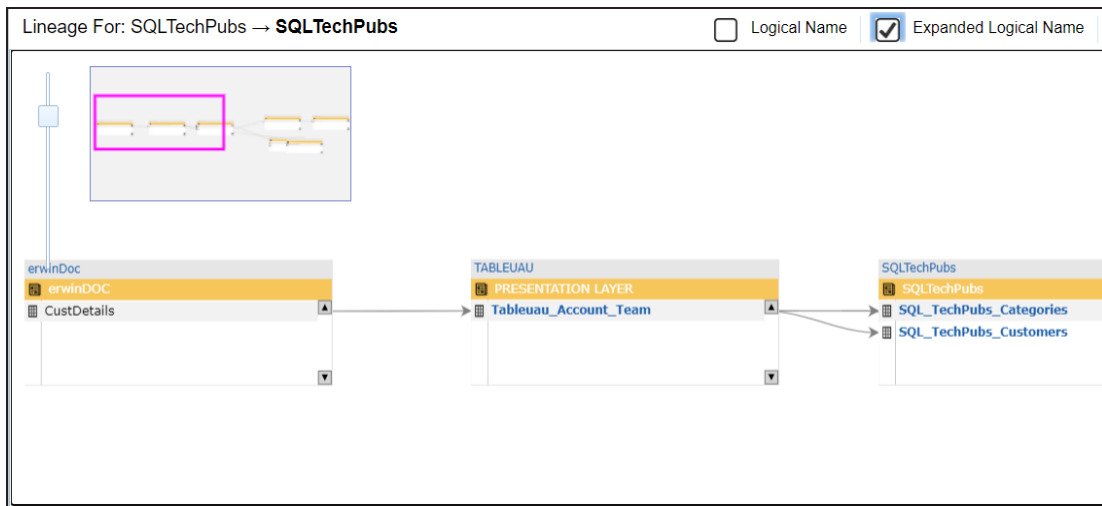 Lineage For: SQLTechPubs → SQLTechPubs
Logical Name
Expanded Logical Name
erwinDoc
erwinDOC
CustDetails
TABLEUAU
PRESENTATION LAYER
Tableuau_Account_Team
SQLTechPubs
SQLTechPubs
SQL_TechPubs_Categories
SQL_TechPubs_Customers